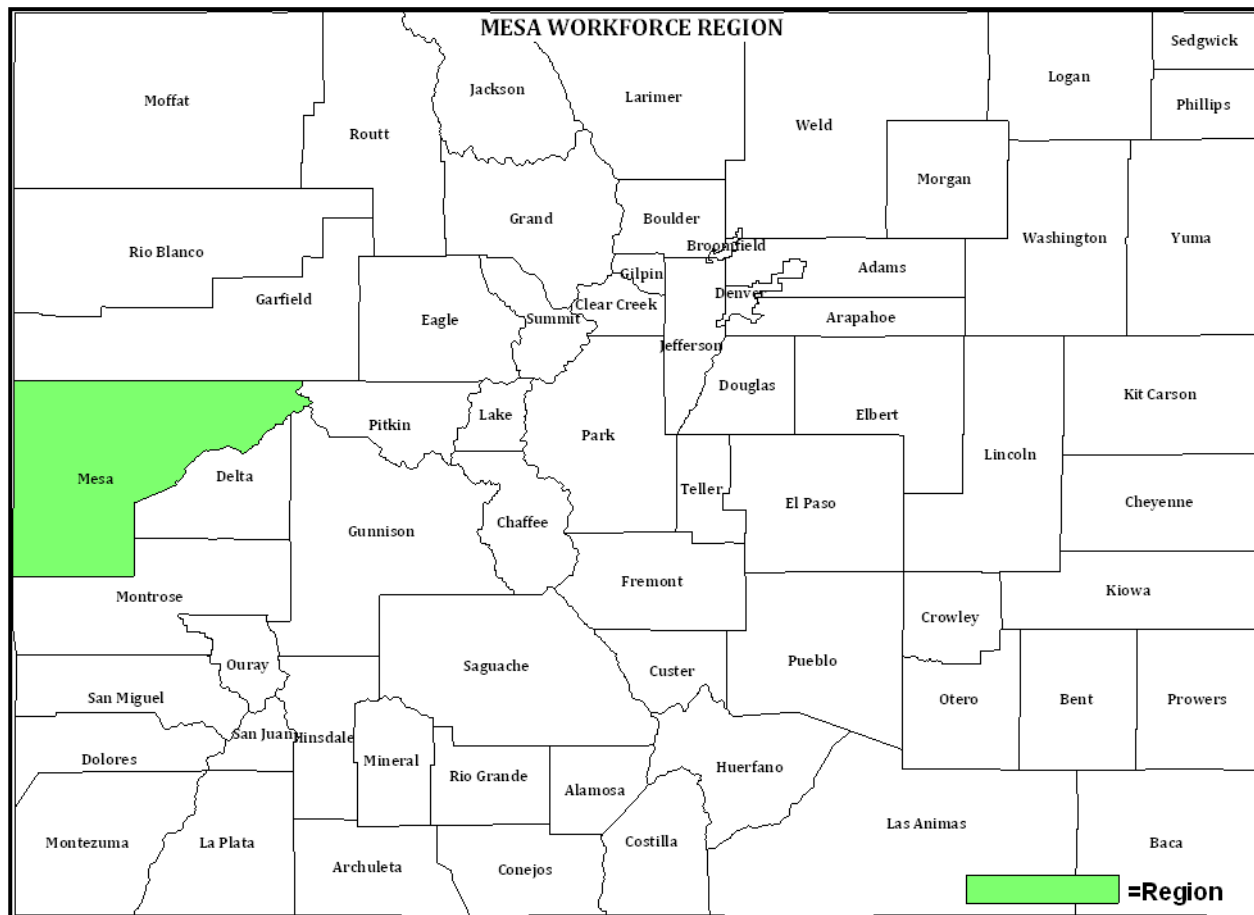 MESA WORKFORCE REGION
Sedgwick
Logan
Jackson
Larimer
Moffat
Phillips
Weld
Routt
Morgan
Grand
Boulder
Washington
Yuma
Broomfield
Rio Blanco
Gilpin
Adams
Denver
Garfield
Clear Creek
Eagle
Summit
Arapahoe
Jefferson
Douglas
Kit Carson
Lake
Elbert
Pitkin
Park
Lincoln
Mesa
Delta
Teller
El Paso
Cheyenne
Chaffee
Gunnison
Fremont
Kiowa
Montrose
Crowley
Ouray
Saguache
Custer
Pueblo
San Miguel
Otero
Bent
Prowers
San Juan
Hinsdale
Dolores
Mineral
Huerfano
Rio Grande
Alamosa
Las Animas
Montezuma
La Plata
Costilla
Baca
Archuleta
Conejos
=Region